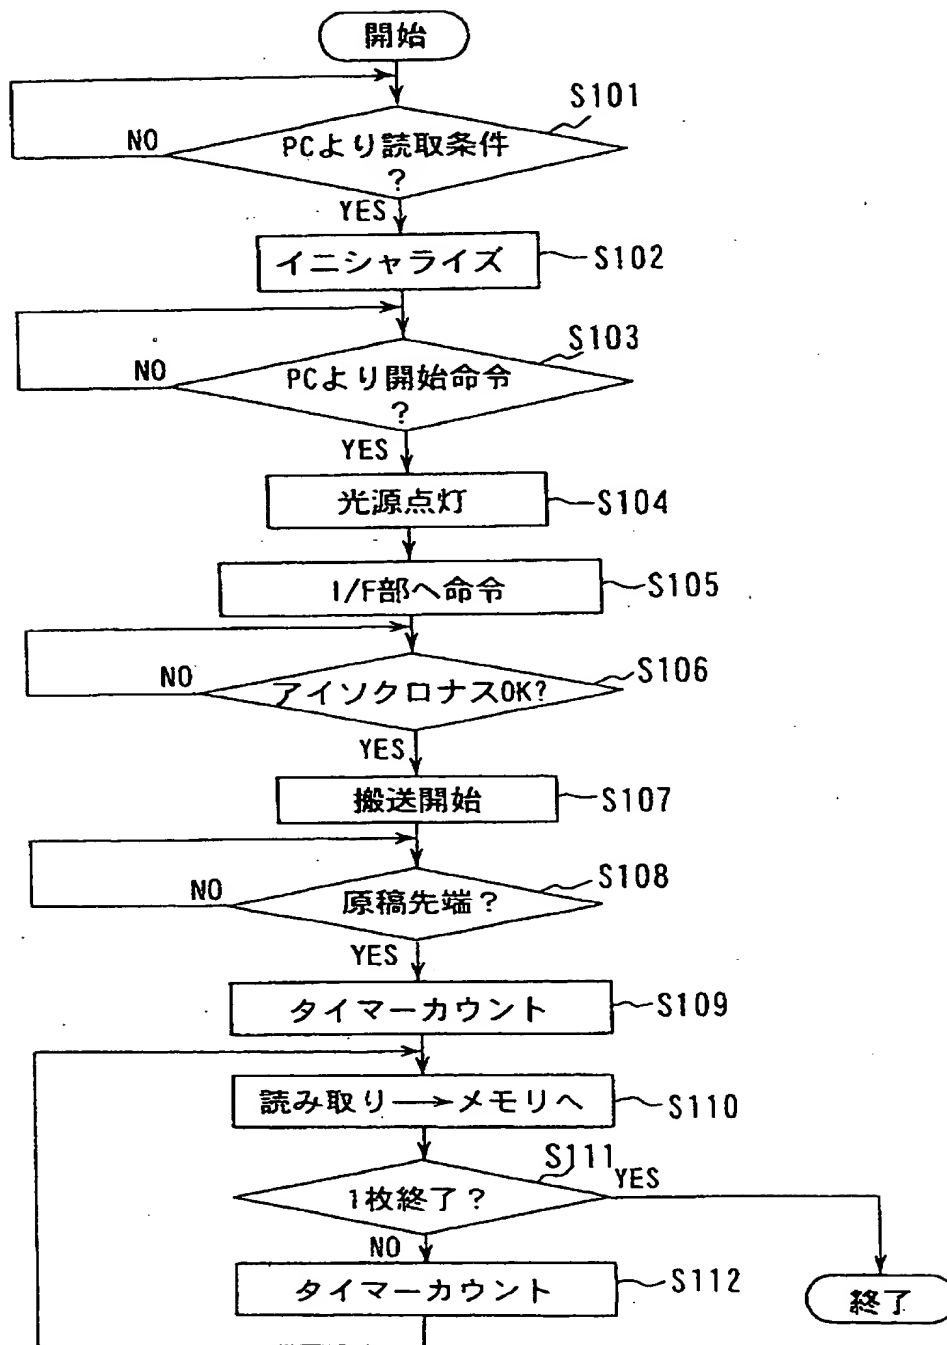 開始
S101
NO
PCより読取条件
?
YES
イニシャライズ
S102
S103
NO
PCより開始命令
?
YES
光源点灯
S104
I/F部へ命令
S105
NO
アイソクロナスOK?
S106
YES
搬送開始
S107
NO
原稿先端?
S108
YES
タイマーカウント
S109
読み取り→メモリへ
S110
S111
YES
1枚終了?
NO
タイマーカウント
S112
終了